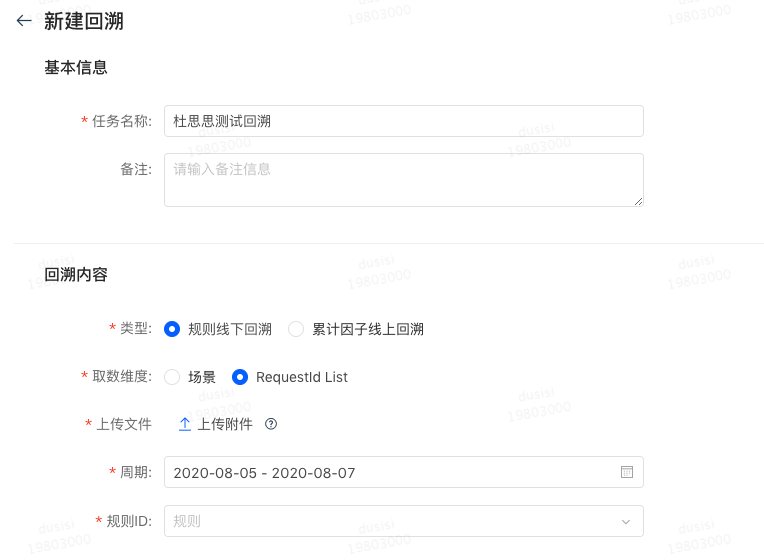 新建回溯
基本信息
* 任务名称: 杜思思测试回溯
备注: 请输入备注信息
回溯内容
* 类型: 规则线下回溯 累计因子线上回溯
* 取数维度: 场景 RequestId List
* 上传文件 上传附件
* 周期: 2020-08-05 - 2020-08-07
* 规则ID: 规则
dusisi
19803000